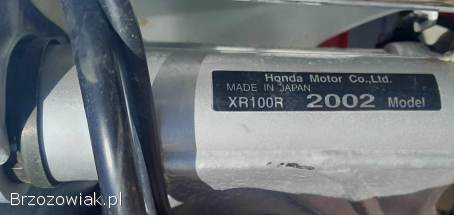 Honda Motor Co.,Ltd.
MADE IN JAPAN
XR100R 2002 Model
Brzozowiak.pl